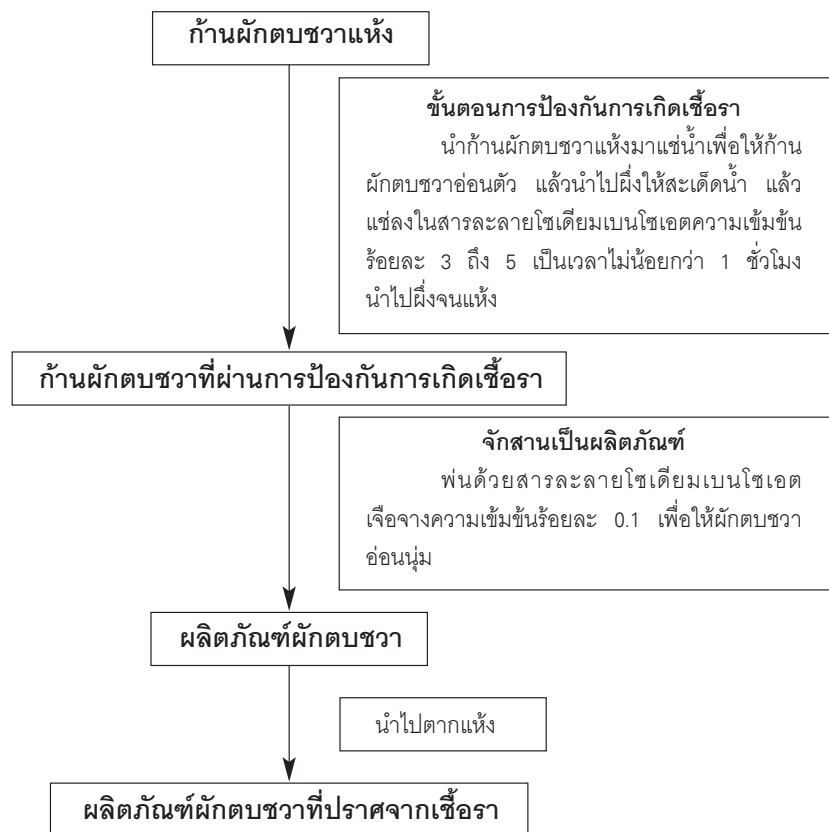 ก้านผักตบชวาแห้ง
ขั้นตอนการป้องกันการเกิดเชื้อรา
นำก้านผักตบชวาแห้งมาแช่น้ำเพื่อให้ก้าน
ผักตบชวาอ่อนตัว แล้วนำไปผึ่งให้สะเด็ดน้ำ แล้ว
แช่ลงในสารละลายโซเดียมเบนโซเอตความเข้มข้น
ร้อยละ 3 ถึง 5 เป็นเวลาไม่น้อยกว่า 1 ชั่วโมง
นำไปผึ่งจนแห้ง
ก้านผักตบชวาที่ผ่านการป้องกันการเกิดเชื้อรา
จักสานเป็นผลิตภัณฑ์
พ่นด้วยสารละลายโซเดียมเบนโซเอต
เจือจางความเข้มข้นร้อยละ 0.1 เพื่อให้ผักตบชวา
อ่อนนุ่ม
ผลิตภัณฑ์ผักตบชวา
นำไปตากแห้ง
ผลิตภัณฑ์ผักตบชวาที่ปราศจากเชื้อรา